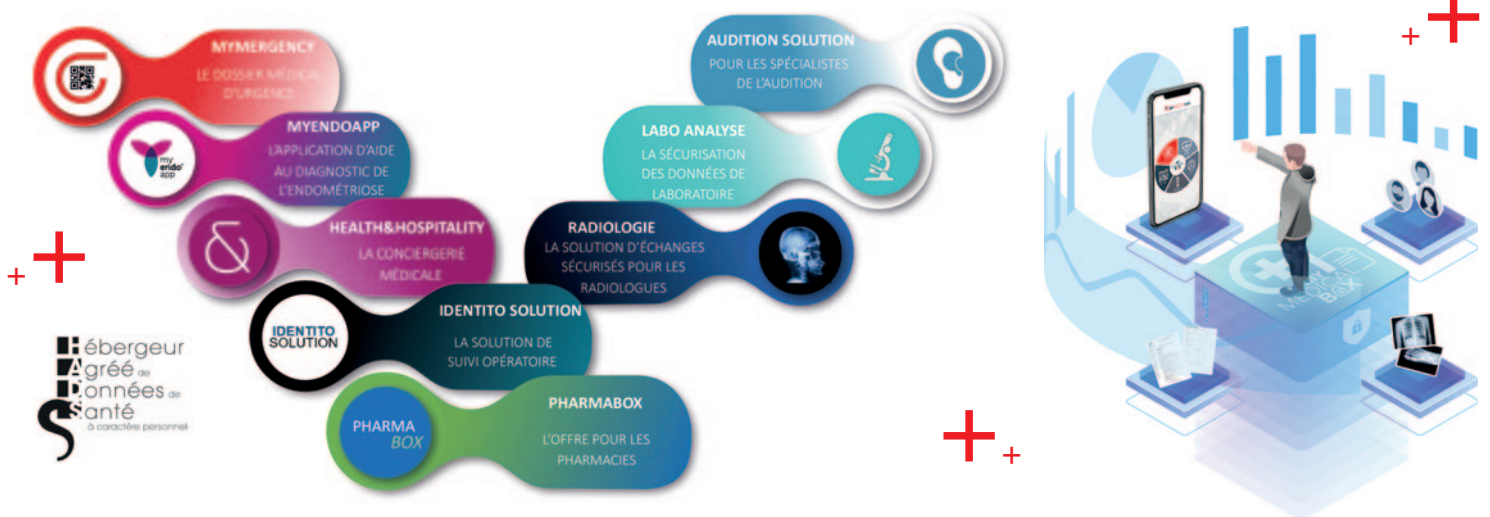 MYMERGENCY
LE DOSSIER MÉDICAL
D'URGENCE
my
endo
app
MYENDOAPP
L'APPLICATION D'AIDE
AU DIAGNOSTIC DE
L'ENDOMÉTRIOSE
&
HEALTH&HOSPITALITY
LA CONCIERGERIE
MÉDICALE
IDENTITO
SOLUTION
IDENTITO SOLUTION
LA SOLUTION DE
SUIVI OPÉRATOIRE
PHARMA
BOX
PHARMABOX
L'OFFRE POUR LES
PHARMACIES
AUDITION SOLUTION
POUR LES SPÉCIALISTES
DE L'AUDITION
LABO ANALYSE
LA SÉCURISATION
DES DONNÉES DE
LABORATOIRE
RADIOLOGIE
LA SOLUTION D'ÉCHANGES
SÉCURISÉS POUR LES
RADIOLOGUES
Hébergeur
Agréé de
Données de
Santé
à caractère personnel
MEDICAL
BOX